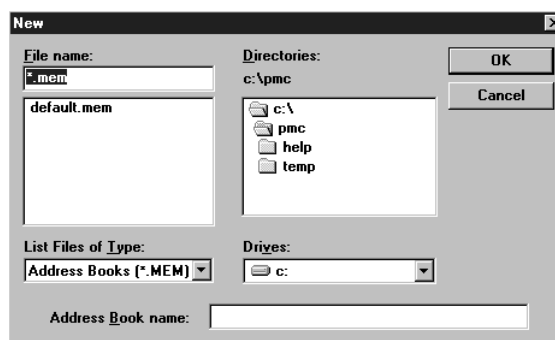 New
File name:
*.mem
default.mem
Directories:
c:\pmc
c:\
pmc
help
temp
OK
Cancel
List Files of Type:
Address Books (*.MEM)
Drives:
c:
Address Book name: